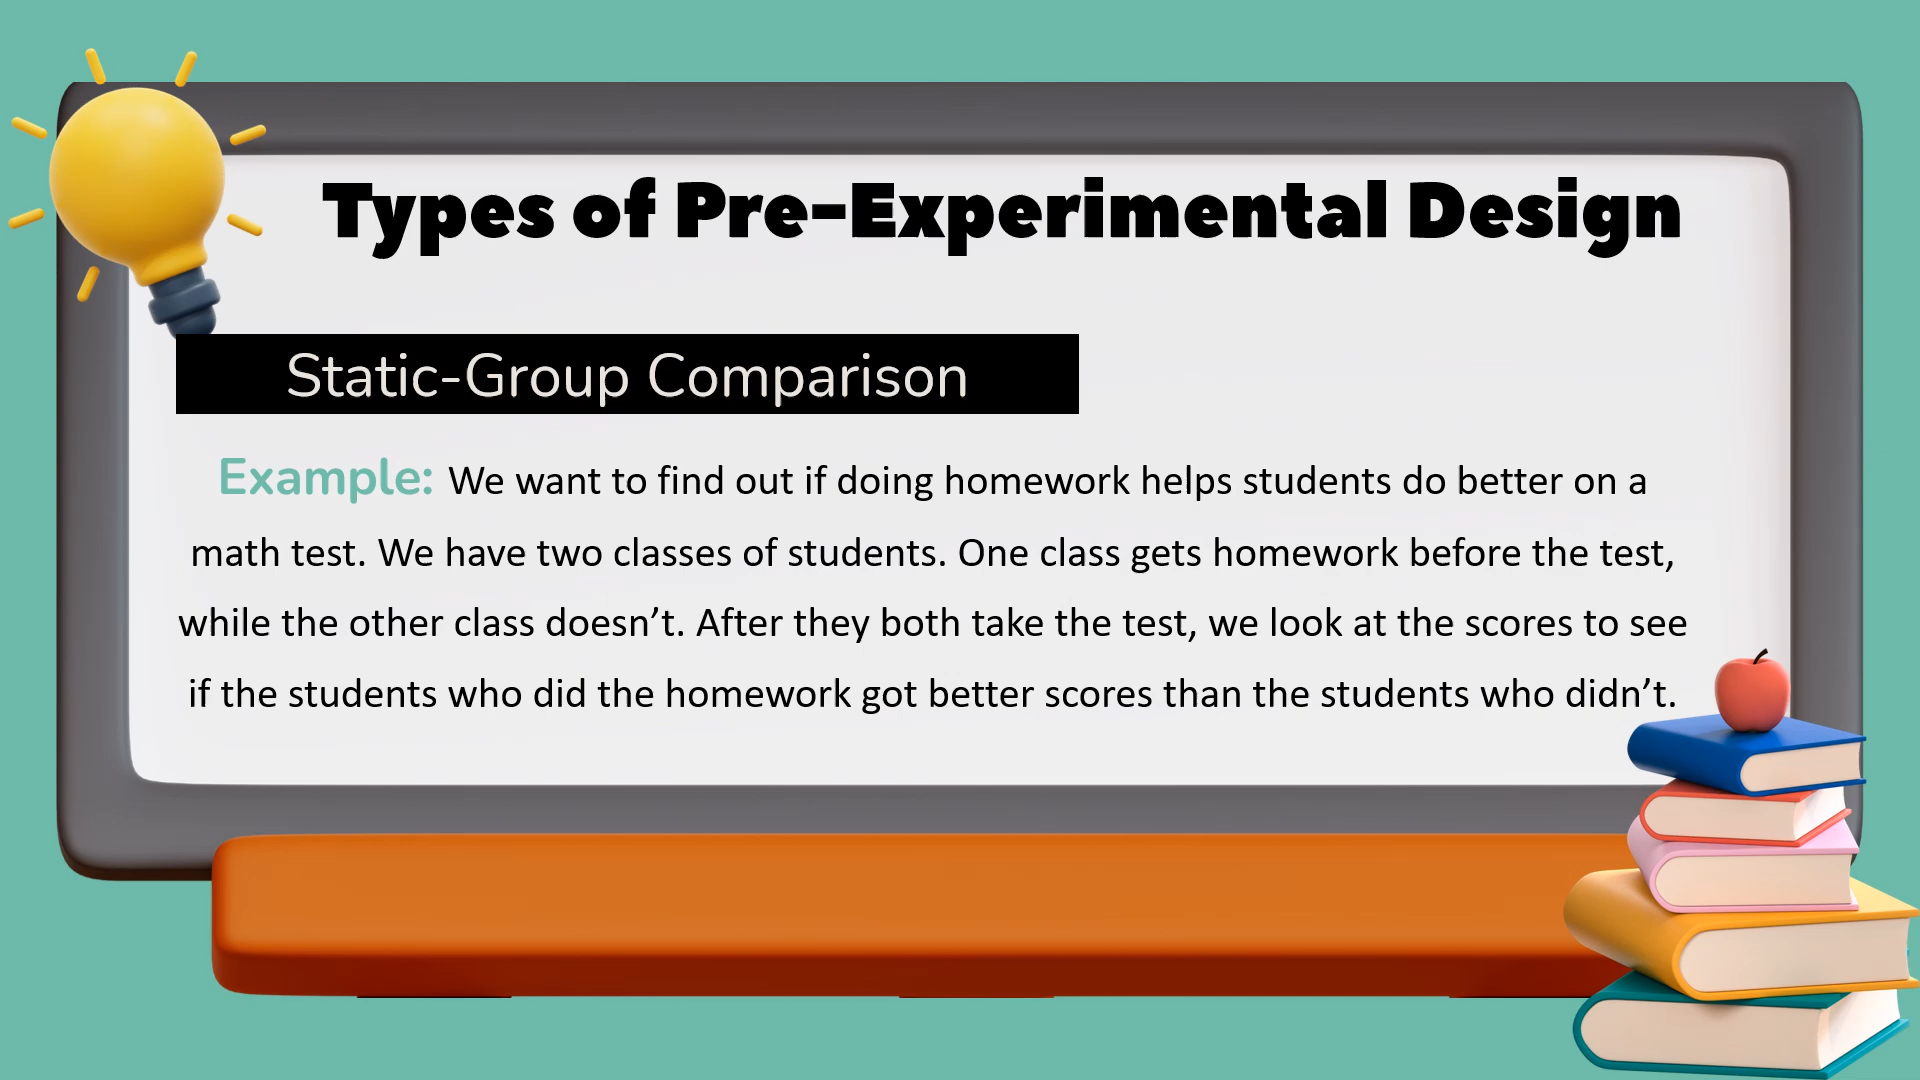 Types of Pre-Experimental Design
Static-Group Comparison
Example: We want to find out if doing homework helps students do better on a
math test. We have two classes of students. One class gets homework before the test,
while the other class doesn’t. After they both take the test, we look at the scores to see
if the students who did the homework got better scores than the students who didn’t.